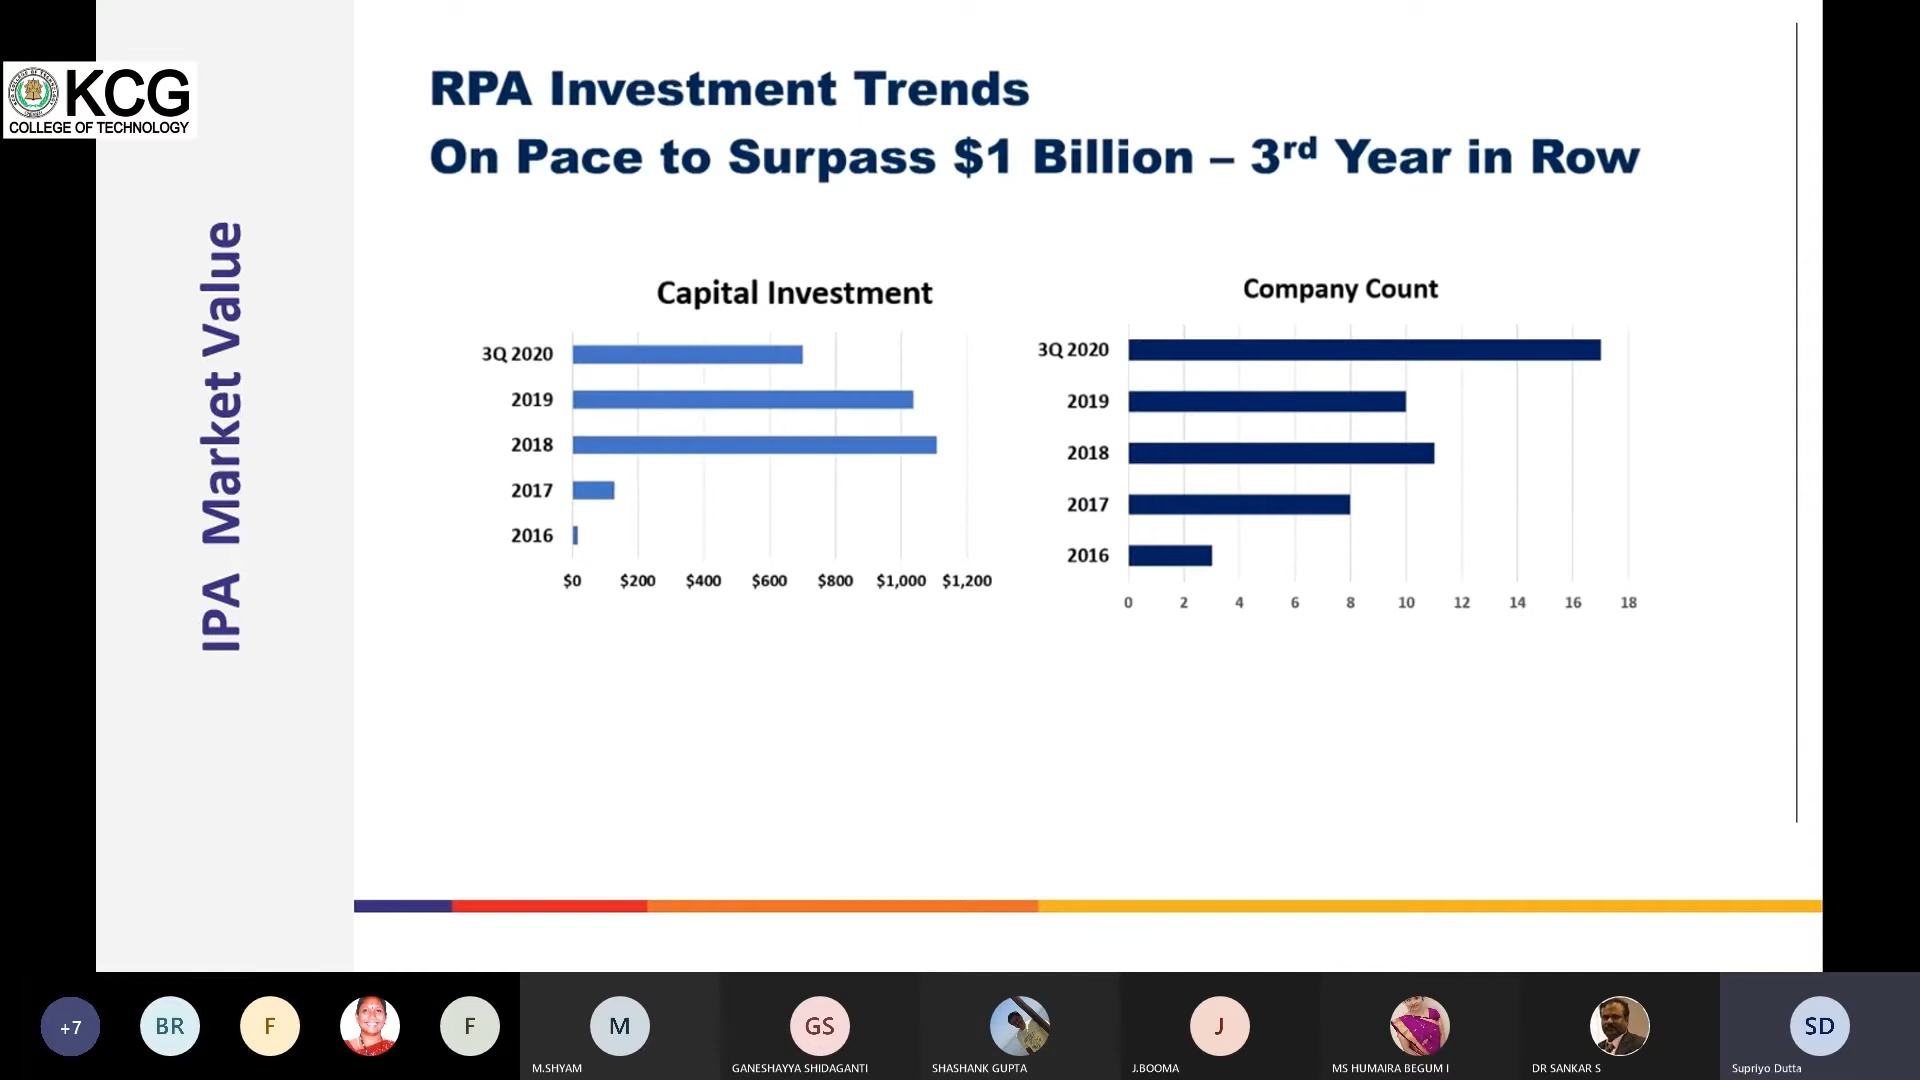 KCG
COLLEGE OF TECHNOLOGY
IPA Market Value
RPA Investment Trends
On Pace to Surpass $1 Billion – 3rd Year in Row
Capital Investment
3Q 2020
2019
2018
2017
2016
$0 $200 $400 $600 $800 $1,000 $1,200
Company Count
3Q 2020
2019
2018
2017
2016
0 2 4 6 8 10 12 14 16 18
+7
BR
F
F
M
M.SHYAM
GS
GANESHAYYA SHIDAGANTI
SHASHANK GUPTA
J
J.BOOMA
MS HUMAIRA BEGUM I
DR SANKAR S
SD
Supriyo Dutta